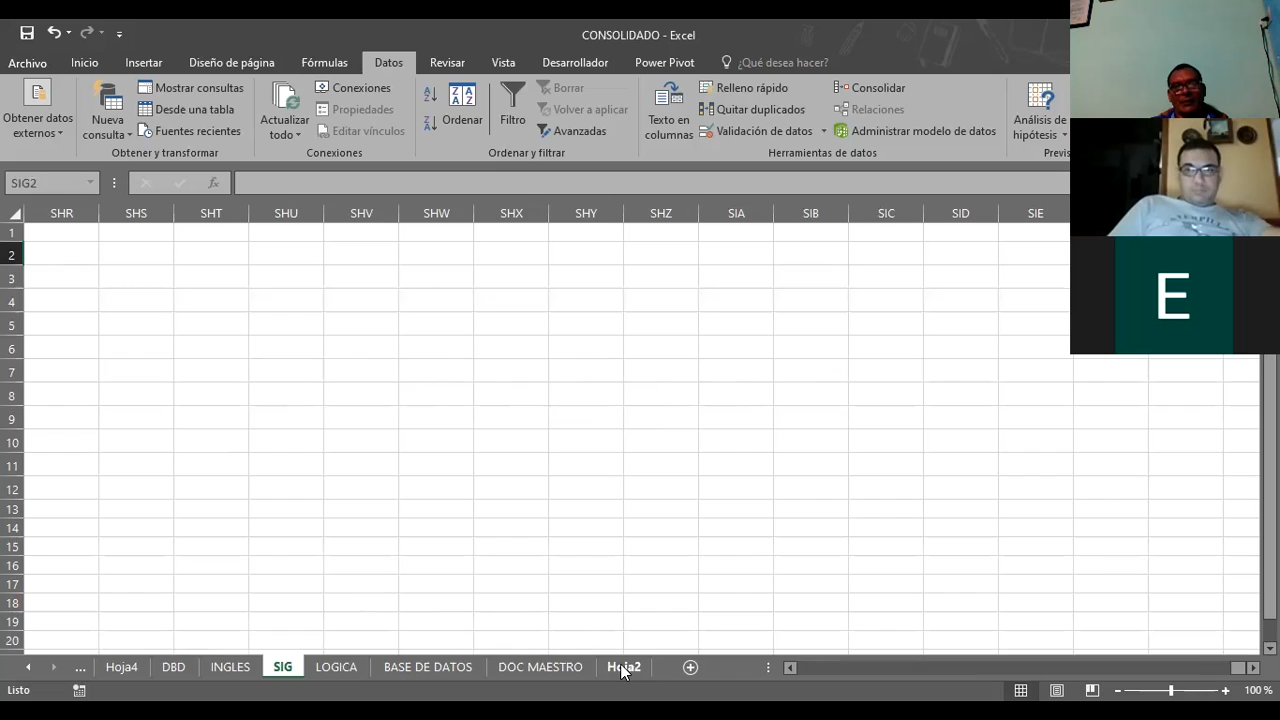 CONSOLIDADO - Excel
Archivo Inicio Insertar Diseño de página Fórmulas Datos Revisar Vista Desarrollador Power Pivot ¿Qué desea hacer?
Obtener datos externos
Nueva consulta
Mostrar consultas
Desde una tabla
Fuentes recientes
Obtener y transformar
Actualizar todo
Conexiones
Propiedades
Editar vínculos
Conexiones
Ordenar
Filtro
Borrar
Volver a aplicar
Avanzadas
Ordenar y filtrar
Texto en columnas
Relleno rápido
Quitar duplicados
Validación de datos
Consolidar
Relaciones
Administrar modelo de datos
Herramientas de datos
Análisis de hipótesis
Previs
SIG2 fx
SHR SHS SHT SHU SHV SHW SHX SHY SHZ SIA SIB SIC SID SIE
1
2
3
4
5
6
7
8
9
10
11
12
13
14
15
16
17
18
19
20
E
... Hoja4 DBD INGLES SIG LOGICA BASE DE DATOS DOC MAESTRO Hoja2
Listo 100 %